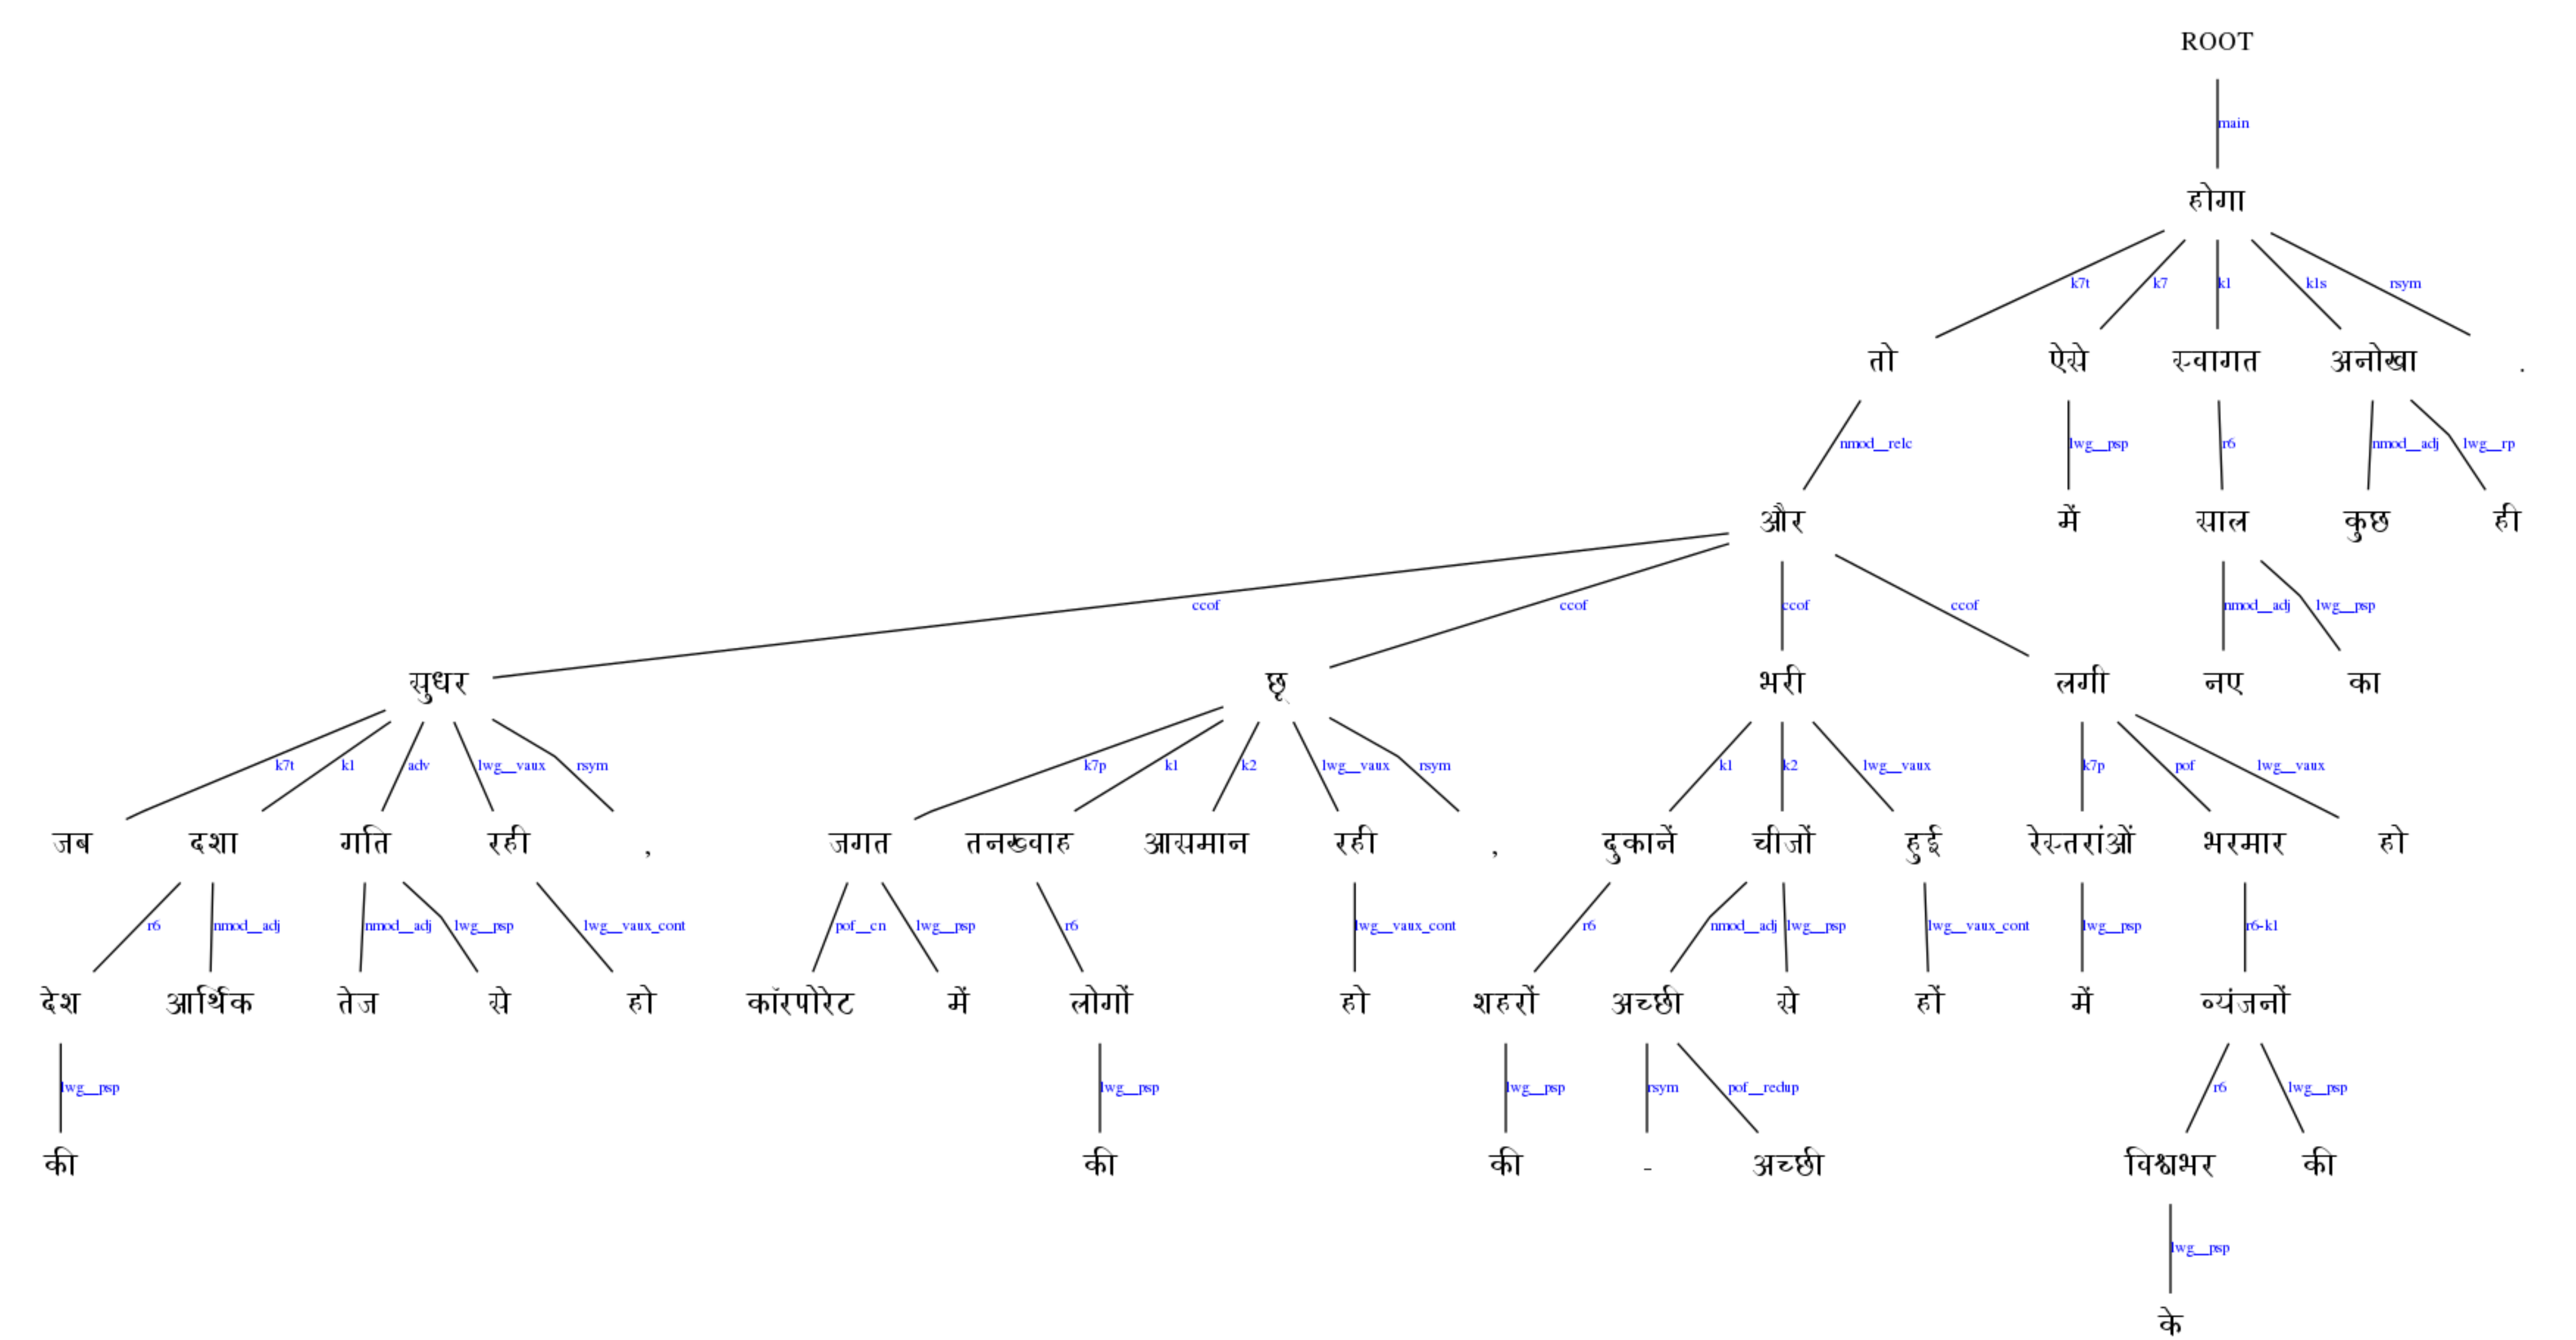 ROOT
main
होगा
k7t k7 k1 k1s rsym
तो ऐसे स्वागत अनोखा .
nmod__relc lwg__psp r6 nmod__adj lwg__rp
और में साल कुछ ही
ccof ccof ccof ccof nmod__adj lwg__psp
सुधर छू भरी लगी नए का
k7t k1 adv lwg__vaux rsym k7p k1 k2 lwg__vaux rsym k1 k2 lwg__vaux k7p pof lwg__vaux
जब दशा गति रही , जगत तनख्वाह आसमान रही , दुकानें चीजों हुई रेस्तरांओं भरमार हो
r6 nmod__adj nmod__adj lwg__psp lwg__vaux_cont pof__cn lwg__psp r6 lwg__vaux_cont r6 nmod__adj lwg__psp lwg__vaux_cont lwg__psp r6-k1
देश आर्थिक तेज से हो कॉरपोरेट में लोगों हो शहरों अच्छी से हों में व्यंजनों
lwg__psp lwg__psp lwg__psp rsym pof__redup r6 lwg__psp
की की की - अच्छी विश्वभर की
lwg__psp
के